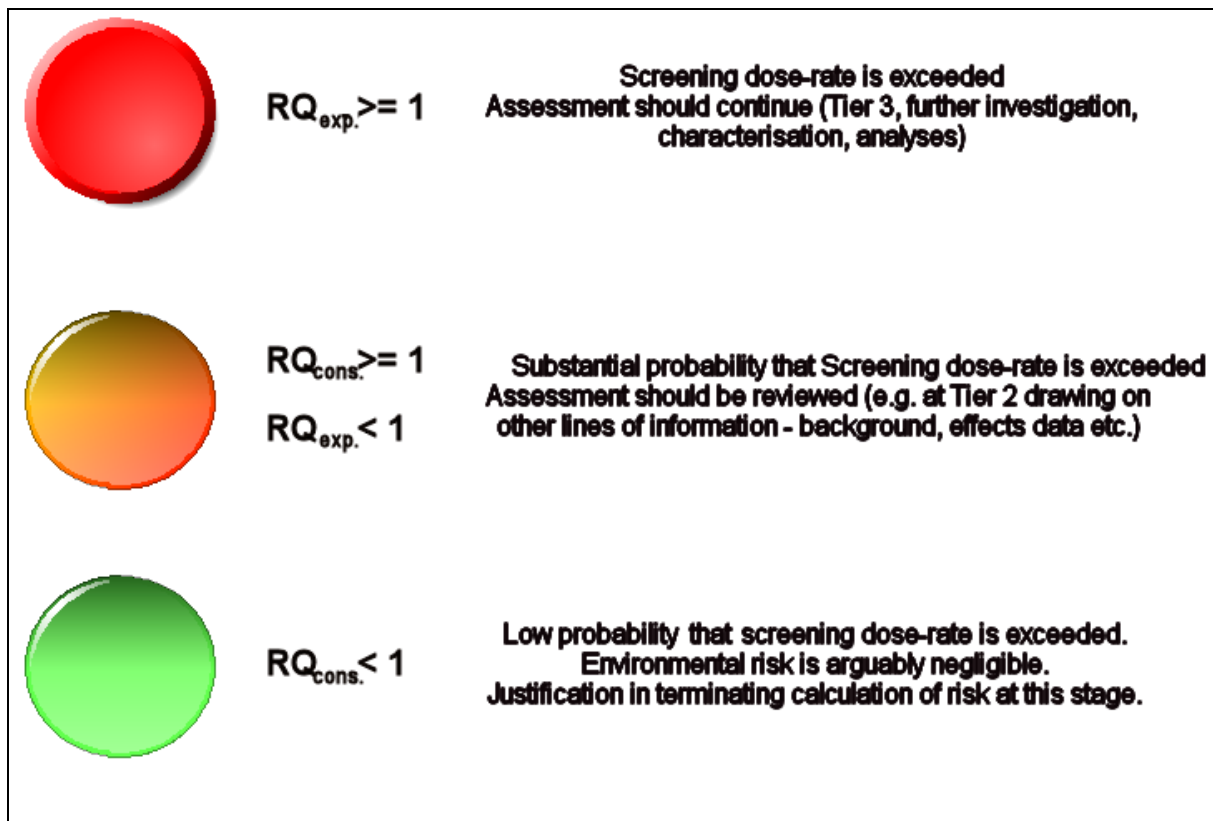 RQexp.>= 1
Screening dose-rate is exceeded
Assessment should continue (Tier 3, further investigation,
characterisation, analyses)
RQcons.>= 1
RQexp.< 1
Substantial probability that Screening dose-rate is exceeded
Assessment should be reviewed (e.g. at Tier 2 drawing on
other lines of information - background, effects data etc.)
RQcons.< 1
Low probability that screening dose-rate is exceeded.
Environmental risk is arguably negligible.
Justification in terminating calculation of risk at this stage.